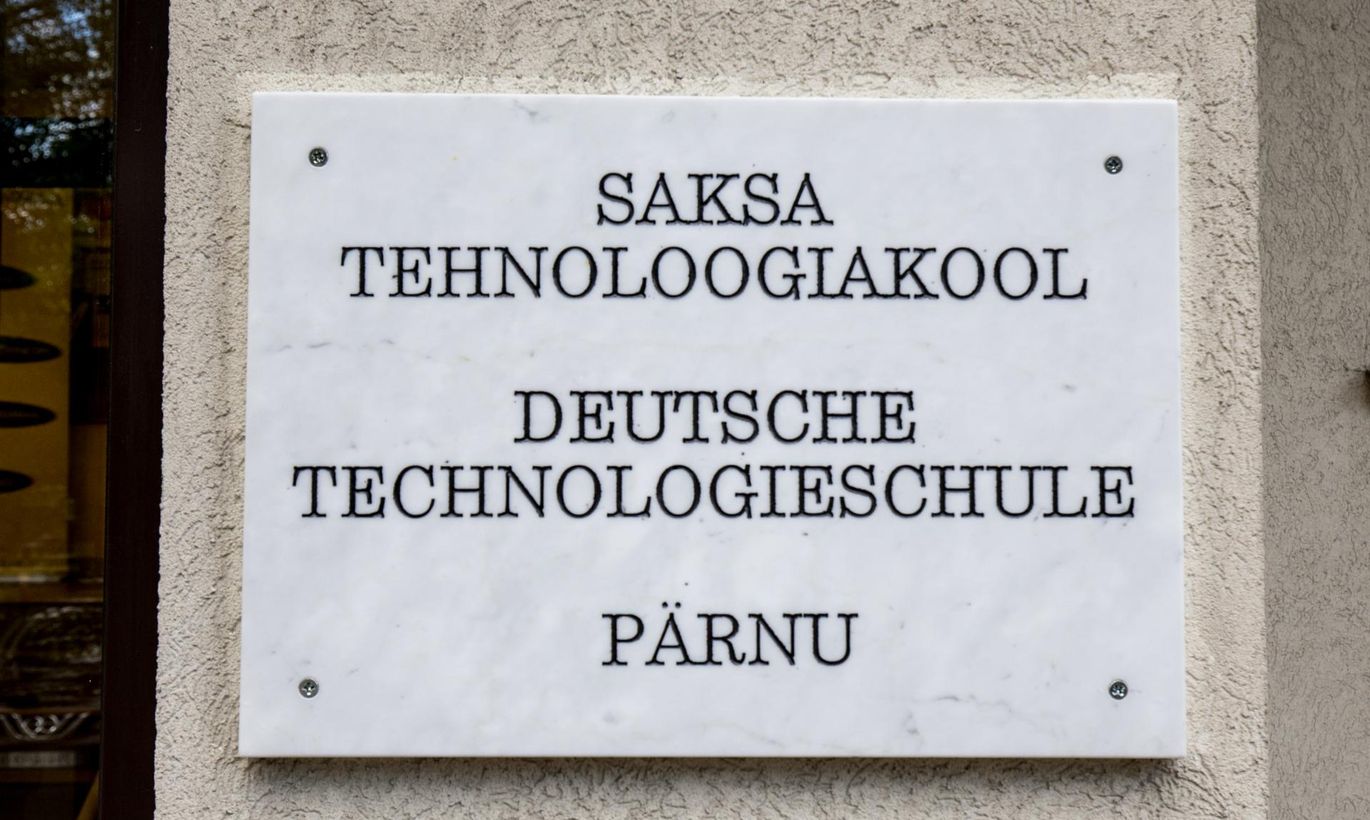 SAKSA
TEHNOLOOGIAKOOL
DEUTSCHE
TECHNOLOGIESCHULE
PÄRNU